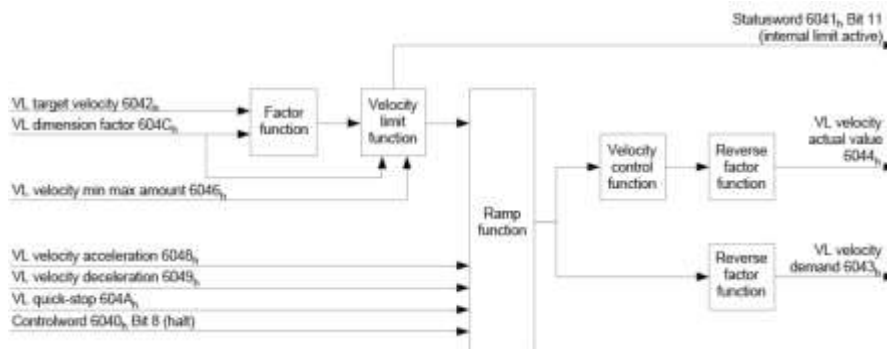 Statusword 6041h Bit 11
(internal limit active)
VL target velocity 6042h
VL dimension factor 604Ch
Factor
function
Velocity
limit
function
VL velocity min max amount 6046h
Ramp
function
Velocity
control
function
Reverse
factor
function
VL velocity
actual value
6044h
VL velocity acceleration 6048h
VL velocity deceleration 6049h
VL quick-stop 604Ah
Controlword 6040h Bit 8 (halt)
Reverse
factor
function
VL velocity
demand 6043h